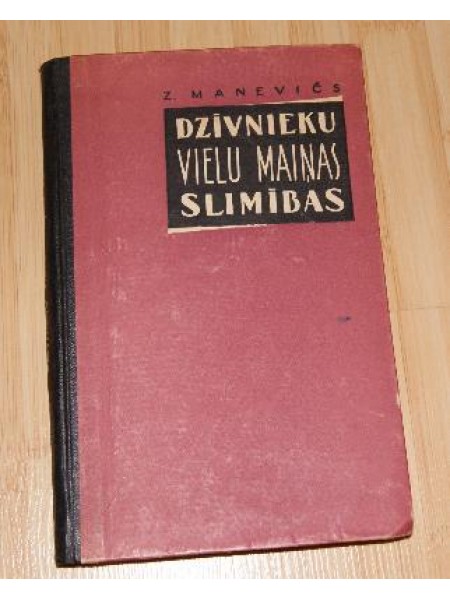 Z. MANEVIČS
DZĪVNIEKU
VIELU MAIŅAS
SLIMĪBAS